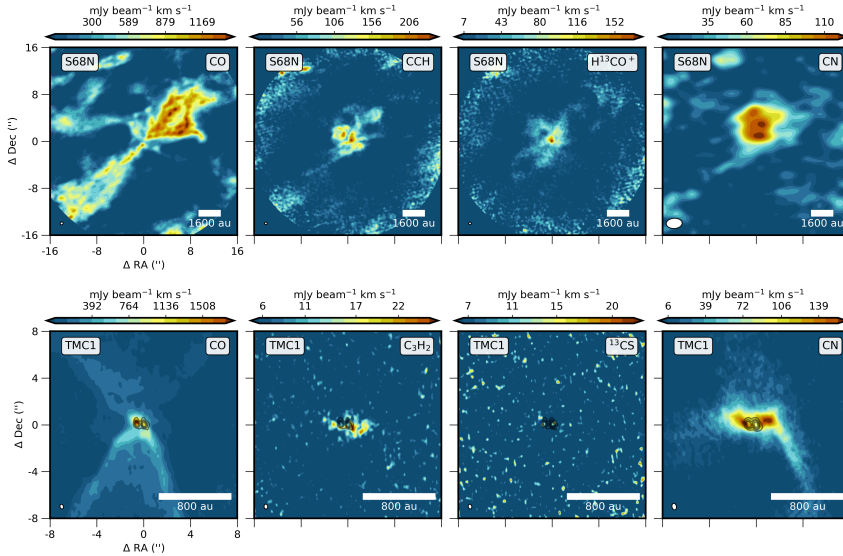 mJy beam⁻¹ km s⁻¹ mJy beam⁻¹ km s⁻¹ mJy beam⁻¹ km s⁻¹ mJy beam⁻¹ km s⁻¹
300 589 879 1169 56 106 156 206 7 43 80 116 152 35 60 85 110
16
S68N CO S68N CCH S68N H¹³CO⁺ S68N CN
8
0
Δ Dec ('')
-8
1600 au 1600 au 1600 au 1600 au
-16
-16 -8 0 8 16
Δ RA ('')
mJy beam⁻¹ km s⁻¹ mJy beam⁻¹ km s⁻¹ mJy beam⁻¹ km s⁻¹ mJy beam⁻¹ km s⁻¹
392 764 1136 1508 6 11 17 22 7 11 15 20 6 39 72 106 139
8
TMC1 CO TMC1 C₃H₂ TMC1 ¹³CS TMC1 CN
4
0
Δ Dec ('')
-4
800 au 800 au 800 au 800 au
-8
-8 -4 0 4 8
Δ RA ('')